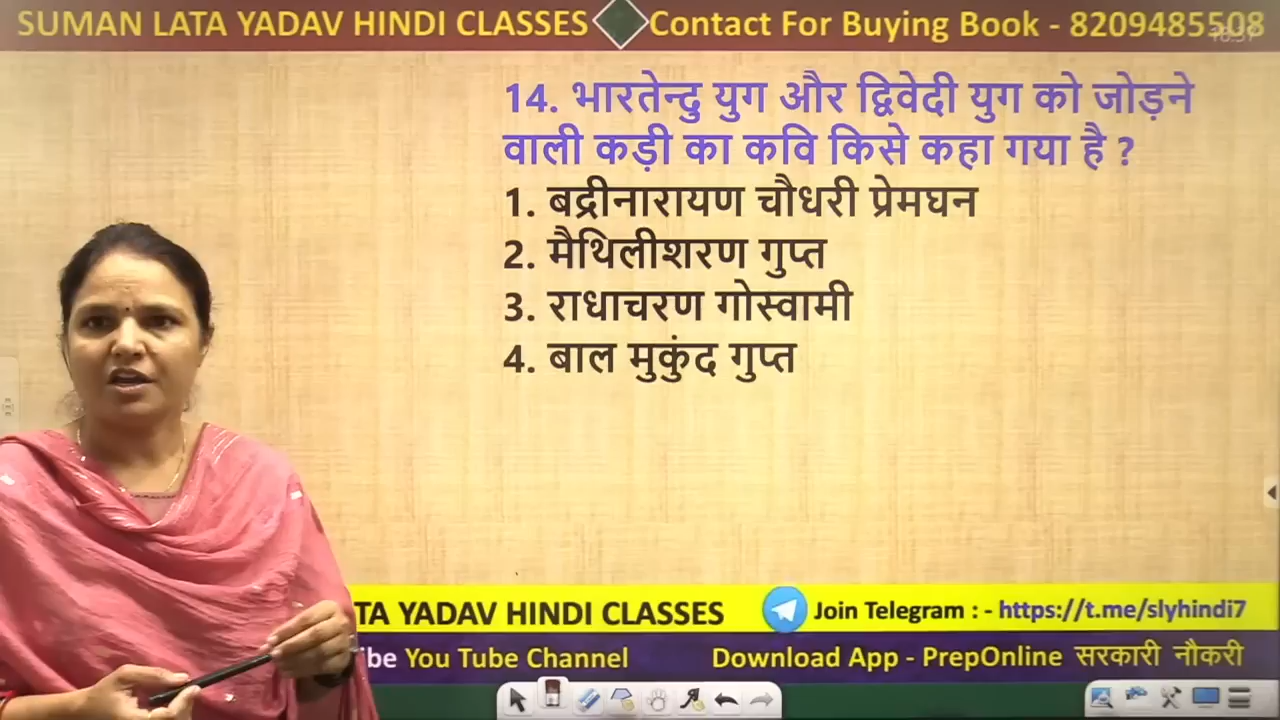 SUMAN LATA YADAV HINDI CLASSES Contact For Buying Book - 8209485508
14. भारतेन्दु युग और द्विवेदी युग को जोड़ने
वाली कड़ी का कवि किसे कहा गया है ?
1. बद्रीनारायण चौधरी प्रेमघन
2. मैथिलीशरण गुप्त
3. राधाचरण गोस्वामी
4. बाल मुकुंद गुप्त
TA YADAV HINDI CLASSES Join Telegram : - https://t.me/slyhindi7
ibe You Tube Channel Download App - PrepOnline सरकारी नौकरी